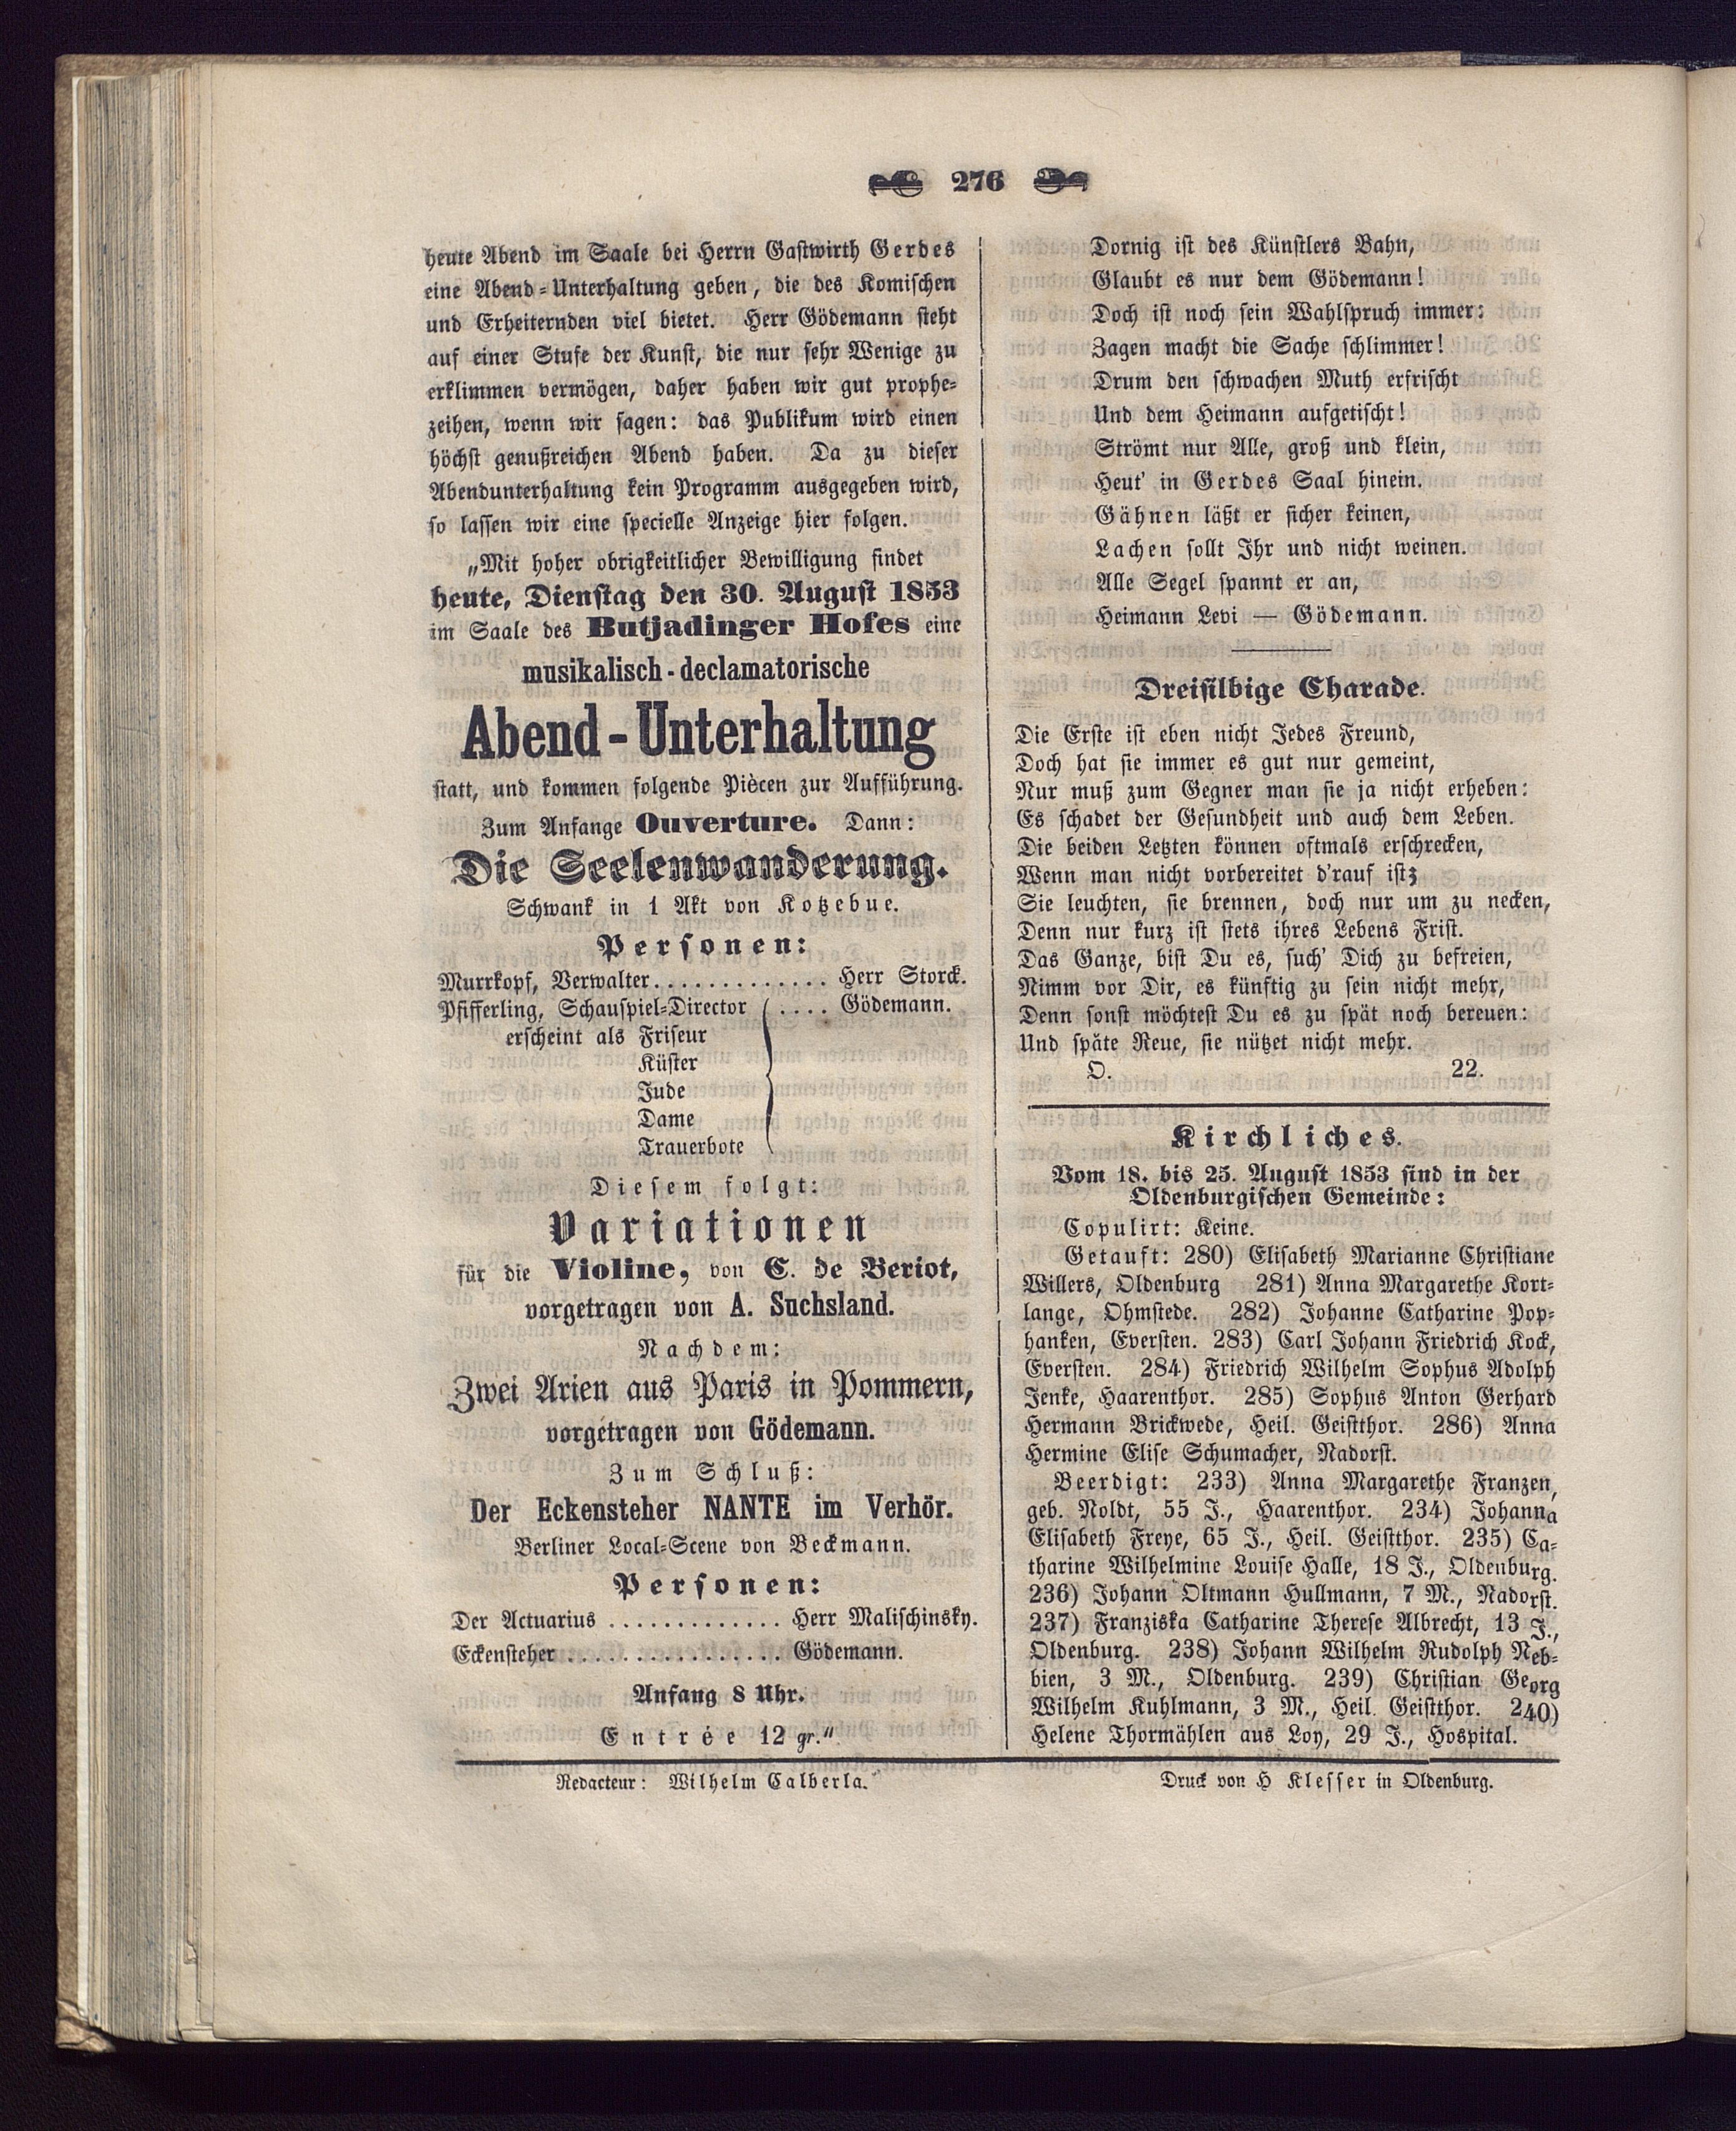 276
heute Abend im Saale bei Herrn Gastwirth Gerdes
eine Abend-Unterhaltung geben, die des Komischen
und Erheiternden viel bietet. Herr Gödemann steht
auf einer Stufe der Kunst, die nur sehr Wenige zu
erklimmen vermögen, daher haben wir gut prophe-
zeihen, wenn wir sagen: das Publikum wird einen
höchst genußreichen Abend haben. Da zu dieser
Abendunterhaltung kein Programm ausgegeben wird,
so lassen wir eine specielle Anzeige hier folgen.
„Mit hoher obrigkeitlicher Bewilligung findet
heute, Dienstag den 30. August 1853
im Saale des Butjadinger Hofes eine
musikalisch-declamatorische
Abend-Unterhaltung
statt, und kommen folgende Piècen zur Aufführung.
Zum Anfange Ouverture. Dann:
Die Seelenwanderung.
Schwank in 1 Akt von Kotzebue.
Personen:
Murrkopf, Verwalter............. Herr Storck.
Pfifferling, Schauspiel-Director .... Gödemann.
erscheint als Friseur
Küster
Jude
Dame
Trauerbote
Diesem folgt:
Variationen
für die Violine, von C. de Beriot,
vorgetragen von A. Suchsland.
Nachdem:
Zwei Arien aus Paris in Pommern,
vorgetragen von Gödemann.
Zum Schluß:
Der Eckensteher NANTE im Verhör.
Berliner Local-Scene von Beckmann.
Personen:
Der Actuarius ............. Herr Malischinsky.
Eckensteher ................ Gödemann.
Anfang 8 Uhr.
Entrée 12 gr.“
Dornig ist des Künstlers Bahn,
Glaubt es nur dem Gödemann!
Doch ist noch sein Wahlspruch immer:
Zagen macht die Sache schlimmer!
Drum den schwachen Muth erfrischt
Und dem Heimann aufgetischt!
Strömt nur Alle, groß und klein,
Heut' in Gerdes Saal hinein.
Gähnen läßt er sicher keinen,
Lachen sollt Ihr und nicht weinen.
Alle Segel spannt er an,
Heimann Levi — Gödemann.
Dreisilbige Charade.
Die Erste ist eben nicht Jedes Freund,
Doch hat sie immer es gut nur gemeint,
Nur muß zum Gegner man sie ja nicht erheben:
Es schadet der Gesundheit und auch dem Leben.
Die beiden Letzten können oftmals erschrecken,
Wenn man nicht vorbereitet d'rauf ist;
Sie leuchten, sie brennen, doch nur um zu necken,
Denn nur kurz ist stets ihres Lebens Frist.
Das Ganze, bist Du es, such' Dich zu befreien,
Nimm vor Dir, es künftig zu sein nicht mehr,
Denn sonst möchtest Du es zu spät noch bereuen:
Und späte Reue, sie nützet nicht mehr.
O. 22.
Kirchliches.
Vom 18. bis 25. August 1853 sind in der
Oldenburgischen Gemeinde:
Copulirt: Keine.
Getauft: 280) Elisabeth Marianne Christiane
Willers, Oldenburg 281) Anna Margarethe Kort-
lange, Ohmstede. 282) Johanne Catharine Pop-
hanken, Eversten. 283) Carl Johann Friedrich Kock,
Eversten. 284) Friedrich Wilhelm Sophus Adolph
Jenke, Haarenthor. 285) Sophus Anton Gerhard
Hermann Brickwede, Heil. Geistthor. 286) Anna
Hermine Elise Schumacher, Nadorst.
Beerdigt: 233) Anna Margarethe Franzen,
geb. Noldt, 55 J., Haarenthor. 234) Johanna
Elisabeth Freye, 65 J., Heil. Geistthor. 235) Ca-
tharine Wilhelmine Louise Halle, 18 J., Oldenburg.
236) Johann Oltmann Hullmann, 7 M., Nadorst.
237) Franziska Catharine Therese Albrecht, 13 J.,
Oldenburg. 238) Johann Wilhelm Rudolph Neb-
bien, 3 M., Oldenburg. 239) Christian Georg
Wilhelm Kuhlmann, 3 M., Heil. Geistthor. 240)
Helene Thormählen aus Loy, 29 J., Hospital.
Redacteur: Wilhelm Calberla.
Druck von H Klesser in Oldenburg.